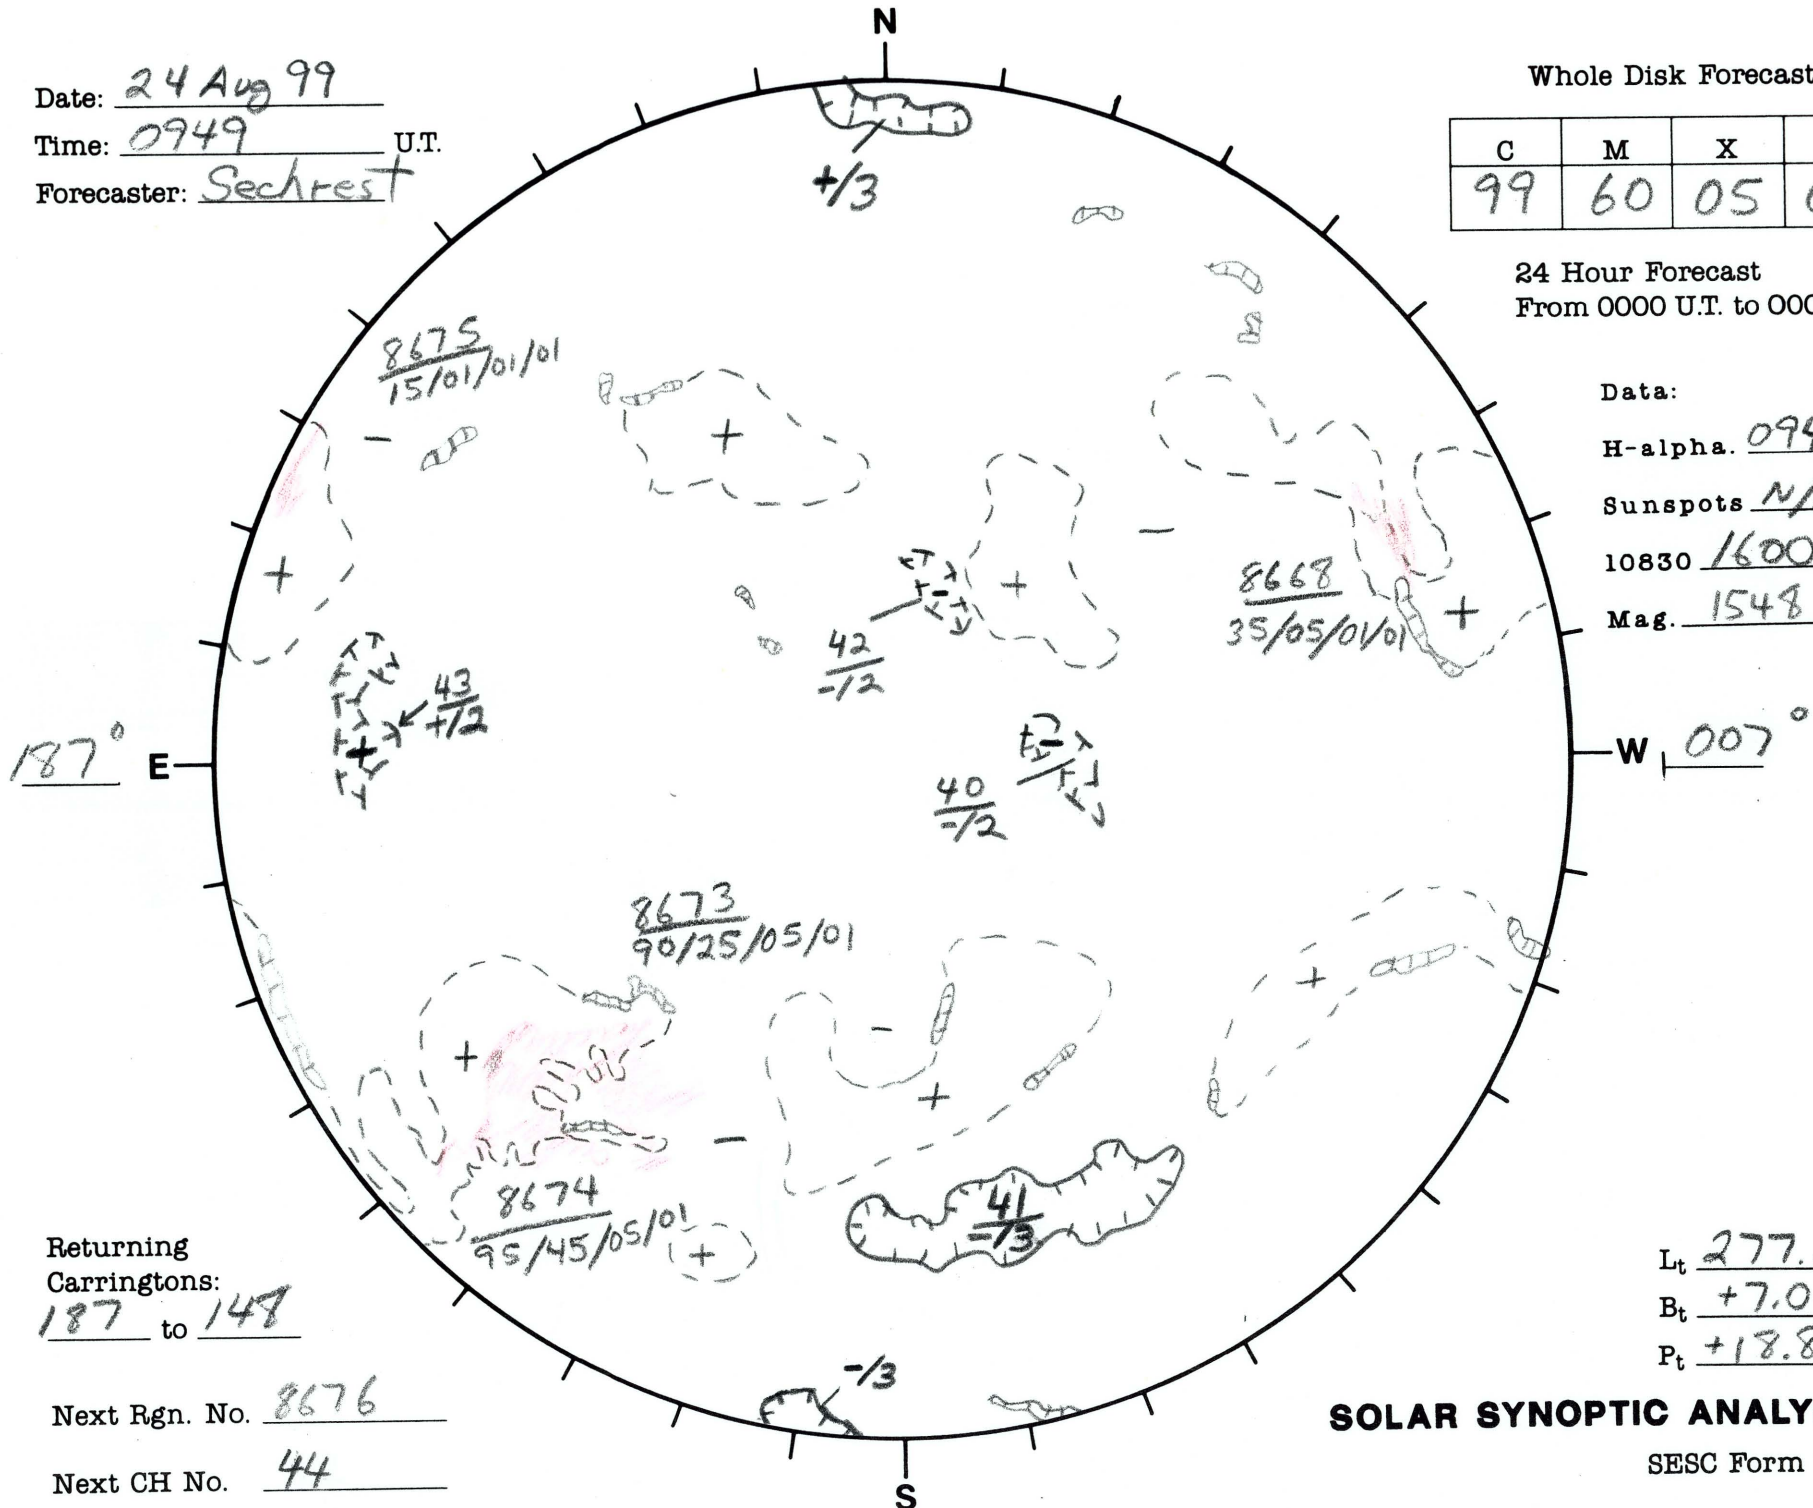 N
Date: 24 Aug 99
Time: 0949 U.T.
Forecaster: Sechrest
Whole Disk Forecast
C M X
99 60 05
24 Hour Forecast
From 0000 U.T. to 000
+/3
8675
15/01/01/01
Data:
H-alpha. 094
Sunspots N/
10830 1600
Mag. 1548
−
+
−
+
+
8668
35/05/01/01
+
42
-/2
-
43
+/2
+
187° E
W 007°
-
40
-/2
8673
90/25/05/01
+
−
+
+
−
8674
95/45/05/01
+
41
-/3
Returning
Carringtons:
187 to 148
Lt 277.
Bt +7.0
Pt +18.8
-/3
Next Rgn. No. 8676
Next CH No. 44
SOLAR SYNOPTIC ANALY
SESC Form
S